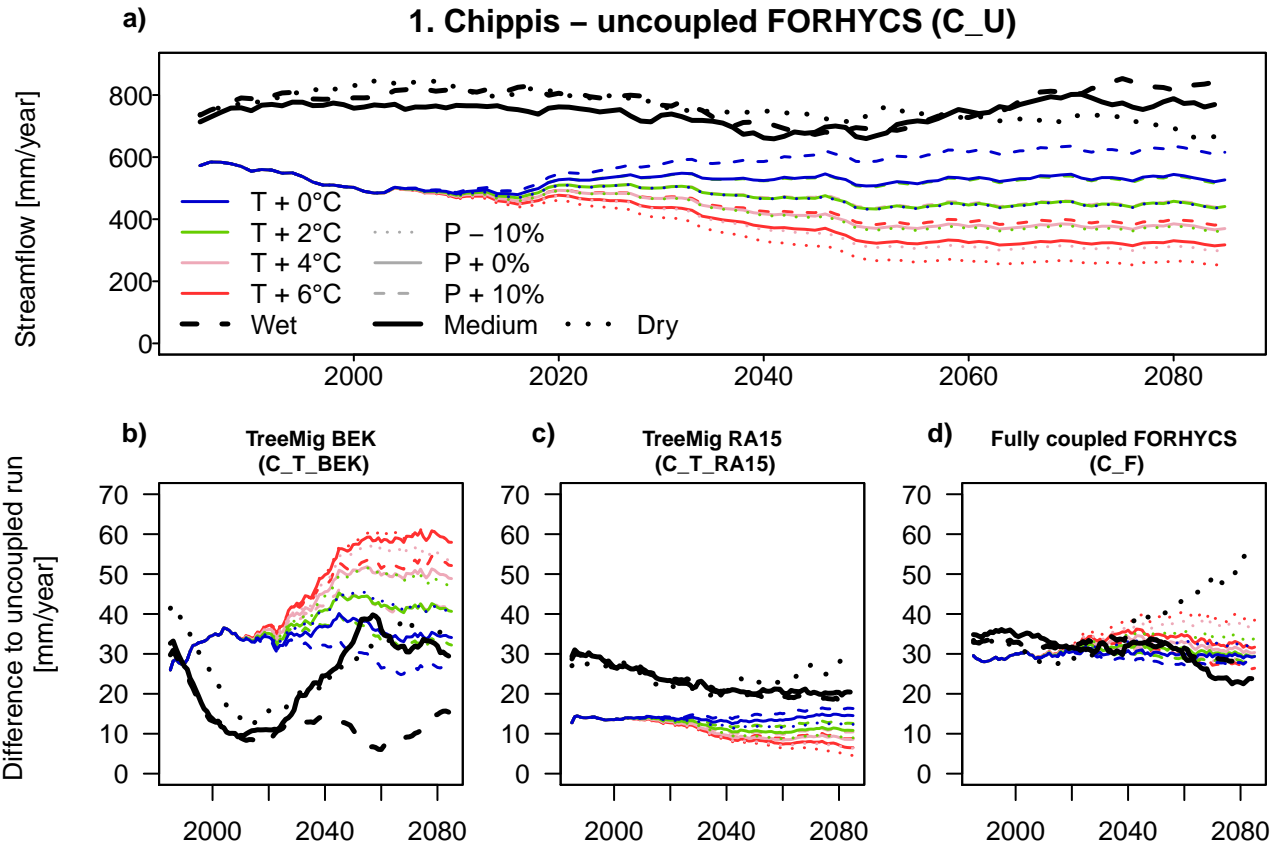 a)
1. Chippis – uncoupled FORHYCS (C_U)
Streamflow [mm/year]
800
600
400
200
0
T + 0°C
T + 2°C
P – 10%
T + 4°C
P + 0%
T + 6°C
P + 10%
Wet
Medium
Dry
2000
2020
2040
2060
2080
b)
TreeMig BEK
(C_T_BEK)
Difference to uncoupled run
[mm/year]
70
60
50
40
30
20
10
0
2000
2040
2080
c)
TreeMig RA15
(C_T_RA15)
70
60
50
40
30
20
10
0
2000
2040
2080
d)
Fully coupled FORHYCS
(C_F)
70
60
50
40
30
20
10
0
2000
2040
2080